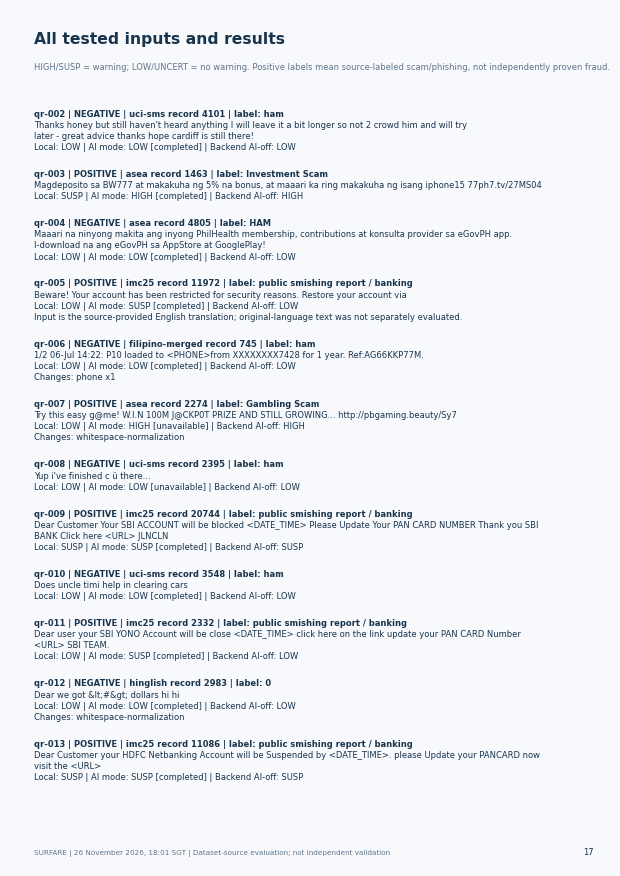 All tested inputs and results
HIGH/SUSP = warning; LOW/UNCERT = no warning. Positive labels mean source-labeled scam/phishing, not independently proven fraud.
qr-002 | NEGATIVE | uci-sms record 4101 | label: ham
Thanks honey but still haven't heard anything I will leave it a bit longer so not 2 crowd him and will try
later - great advice thanks hope cardiff is still there!
Local: LOW | AI mode: LOW [completed] | Backend AI-off: LOW
qr-003 | POSITIVE | asea record 1463 | label: Investment Scam
Magdeposito sa BW777 at makakuha ng 5% na bonus, at maaari ka ring makakuha ng isang iphone15 77ph7.tv/27MS04
Local: SUSP | AI mode: HIGH [completed] | Backend AI-off: HIGH
qr-004 | NEGATIVE | asea record 4805 | label: HAM
Maaari na ninyong makita ang inyong PhilHealth membership, contributions at konsulta provider sa eGovPH app.
I-download na ang eGovPH sa AppStore at GooglePlay!
Local: LOW | AI mode: LOW [completed] | Backend AI-off: LOW
qr-005 | POSITIVE | imc25 record 11972 | label: public smishing report / banking
Beware! Your account has been restricted for security reasons. Restore your account via
Local: LOW | AI mode: SUSP [completed] | Backend AI-off: LOW
Input is the source-provided English translation; original-language text was not separately evaluated.
qr-006 | NEGATIVE | filipino-merged record 745 | label: ham
1/2 06-Jul 14:22: P10 loaded to <PHONE>from XXXXXXXX7428 for 1 year. Ref:AG66KKP77M.
Local: LOW | AI mode: LOW [completed] | Backend AI-off: LOW
Changes: phone x1
qr-007 | POSITIVE | asea record 2274 | label: Gambling Scam
Try this easy g@me! W.I.N 100M J@CKP0T PRIZE AND STILL GROWING... http://pbgaming.beauty/Sy7
Local: LOW | AI mode: HIGH [unavailable] | Backend AI-off: HIGH
Changes: whitespace-normalization
qr-008 | NEGATIVE | uci-sms record 2395 | label: ham
Yup i've finished c ü there...
Local: LOW | AI mode: LOW [unavailable] | Backend AI-off: LOW
qr-009 | POSITIVE | imc25 record 20744 | label: public smishing report / banking
Dear Customer Your SBI ACCOUNT will be blocked <DATE_TIME> Please Update Your PAN CARD NUMBER Thank you SBI
BANK Click here <URL> JLNCLN
Local: SUSP | AI mode: SUSP [completed] | Backend AI-off: SUSP
qr-010 | NEGATIVE | uci-sms record 3548 | label: ham
Does uncle timi help in clearing cars
Local: LOW | AI mode: LOW [completed] | Backend AI-off: LOW
qr-011 | POSITIVE | imc25 record 2332 | label: public smishing report / banking
Dear user your SBI YONO Account will be close <DATE_TIME> click here on the link update your PAN CARD Number
<URL> SBI TEAM.
Local: LOW | AI mode: SUSP [completed] | Backend AI-off: LOW
qr-012 | NEGATIVE | hinglish record 2983 | label: 0
Dear we got &lt;#&gt; dollars hi hi
Local: LOW | AI mode: LOW [completed] | Backend AI-off: LOW
Changes: whitespace-normalization
qr-013 | POSITIVE | imc25 record 11086 | label: public smishing report / banking
Dear Customer your HDFC Netbanking Account will be Suspended by <DATE_TIME>. please Update your PANCARD now
visit the <URL>
Local: SUSP | AI mode: SUSP [completed] | Backend AI-off: SUSP
SURFARE | 26 November 2026, 18:01 SGT | Dataset-source evaluation; not independent validation
17